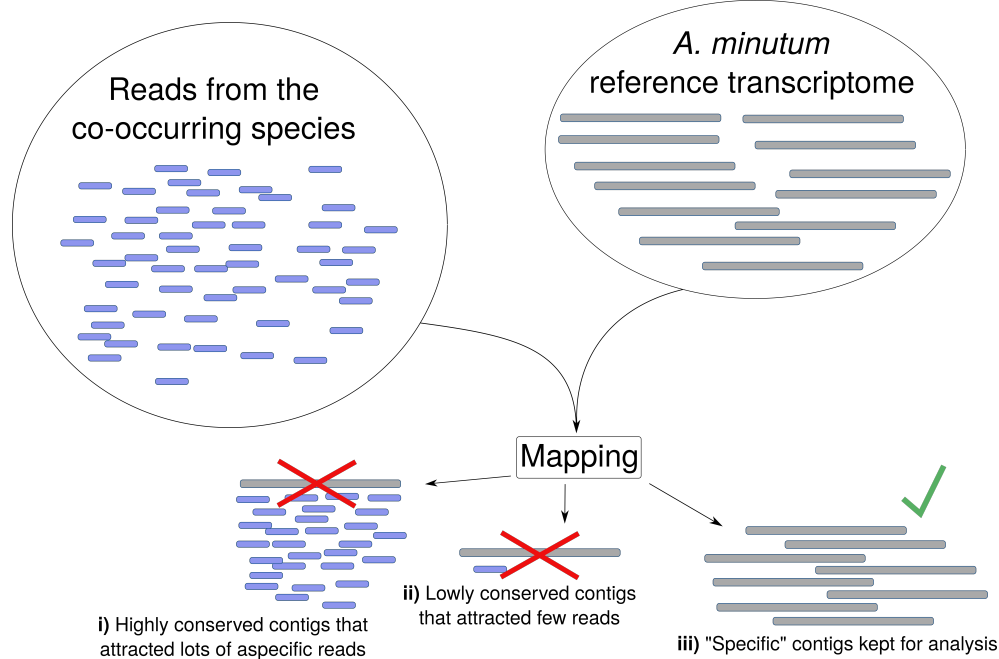 Reads from the
co-occurring species
A. minutum
reference transcriptome
Mapping
i) Highly conserved contigs that
attracted lots of aspecific reads
ii) Lowly conserved contigs
that attracted few reads
iii) "Specific" contigs kept for analysis